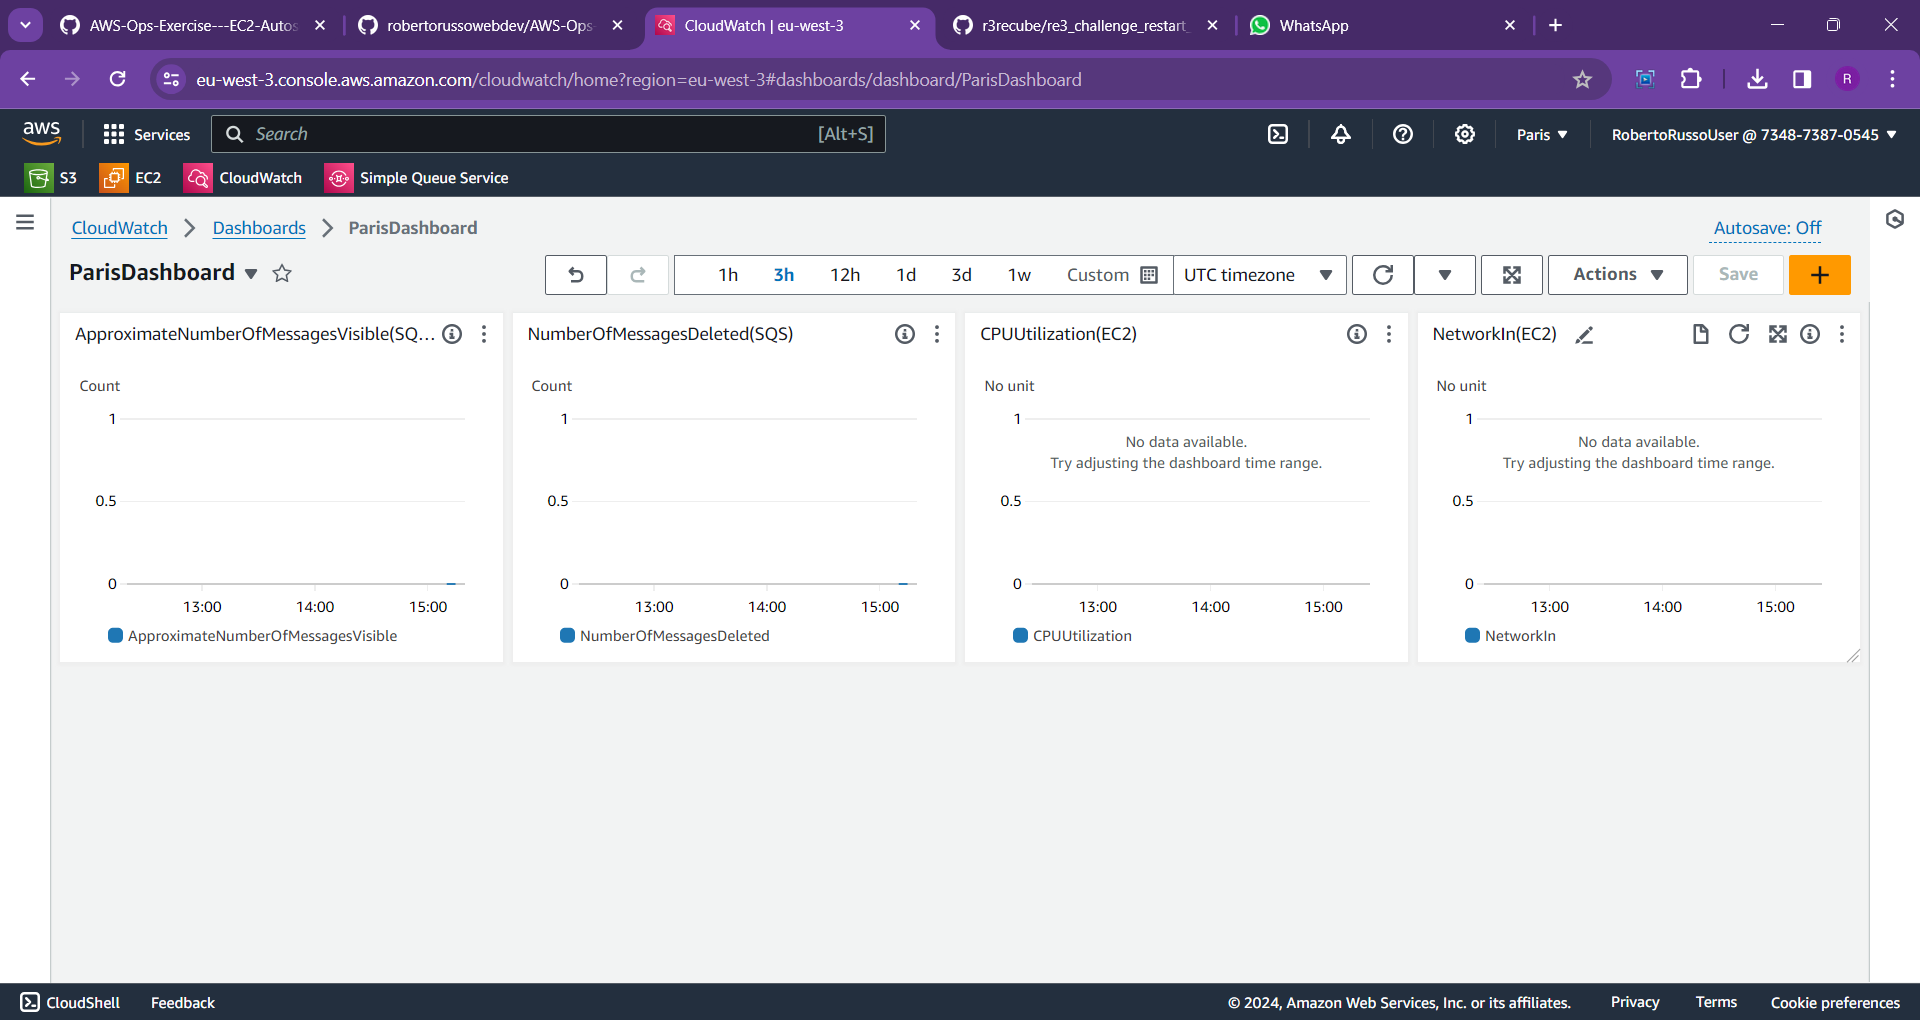 AWS-Ops-Exercise---EC2-Autos
robertorussowebdev/AWS-Ops-
CloudWatch | eu-west-3
r3recube/re3_challenge_restart_
WhatsApp
eu-west-3.console.aws.amazon.com/cloudwatch/home?region=eu-west-3#dashboards/dashboard/ParisDashboard
R
aws
Services
Search
[Alt+S]
Paris
RobertoRussoUser @ 7348-7387-0545
S3
EC2
CloudWatch
Simple Queue Service
CloudWatch
Dashboards
ParisDashboard
Autosave: Off
ParisDashboard
1h
3h
12h
1d
3d
1w
Custom
UTC timezone
Actions
Save
ApproximateNumberOfMessagesVisible(SQ...
Count
1
0.5
0
13:00
14:00
15:00
ApproximateNumberOfMessagesVisible
NumberOfMessagesDeleted(SQS)
Count
1
0.5
0
13:00
14:00
15:00
NumberOfMessagesDeleted
CPUUtilization(EC2)
No unit
1
No data available.
Try adjusting the dashboard time range.
0.5
0
13:00
14:00
15:00
CPUUtilization
NetworkIn(EC2)
No unit
1
No data available.
Try adjusting the dashboard time range.
0.5
0
13:00
14:00
15:00
NetworkIn
CloudShell
Feedback
© 2024, Amazon Web Services, Inc. or its affiliates.
Privacy
Terms
Cookie preferences